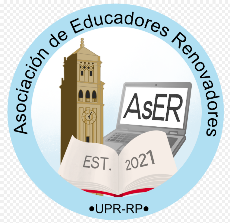 Asociación de Educadores Renovadores
AsER
EST. 2021
•UPR-RP•